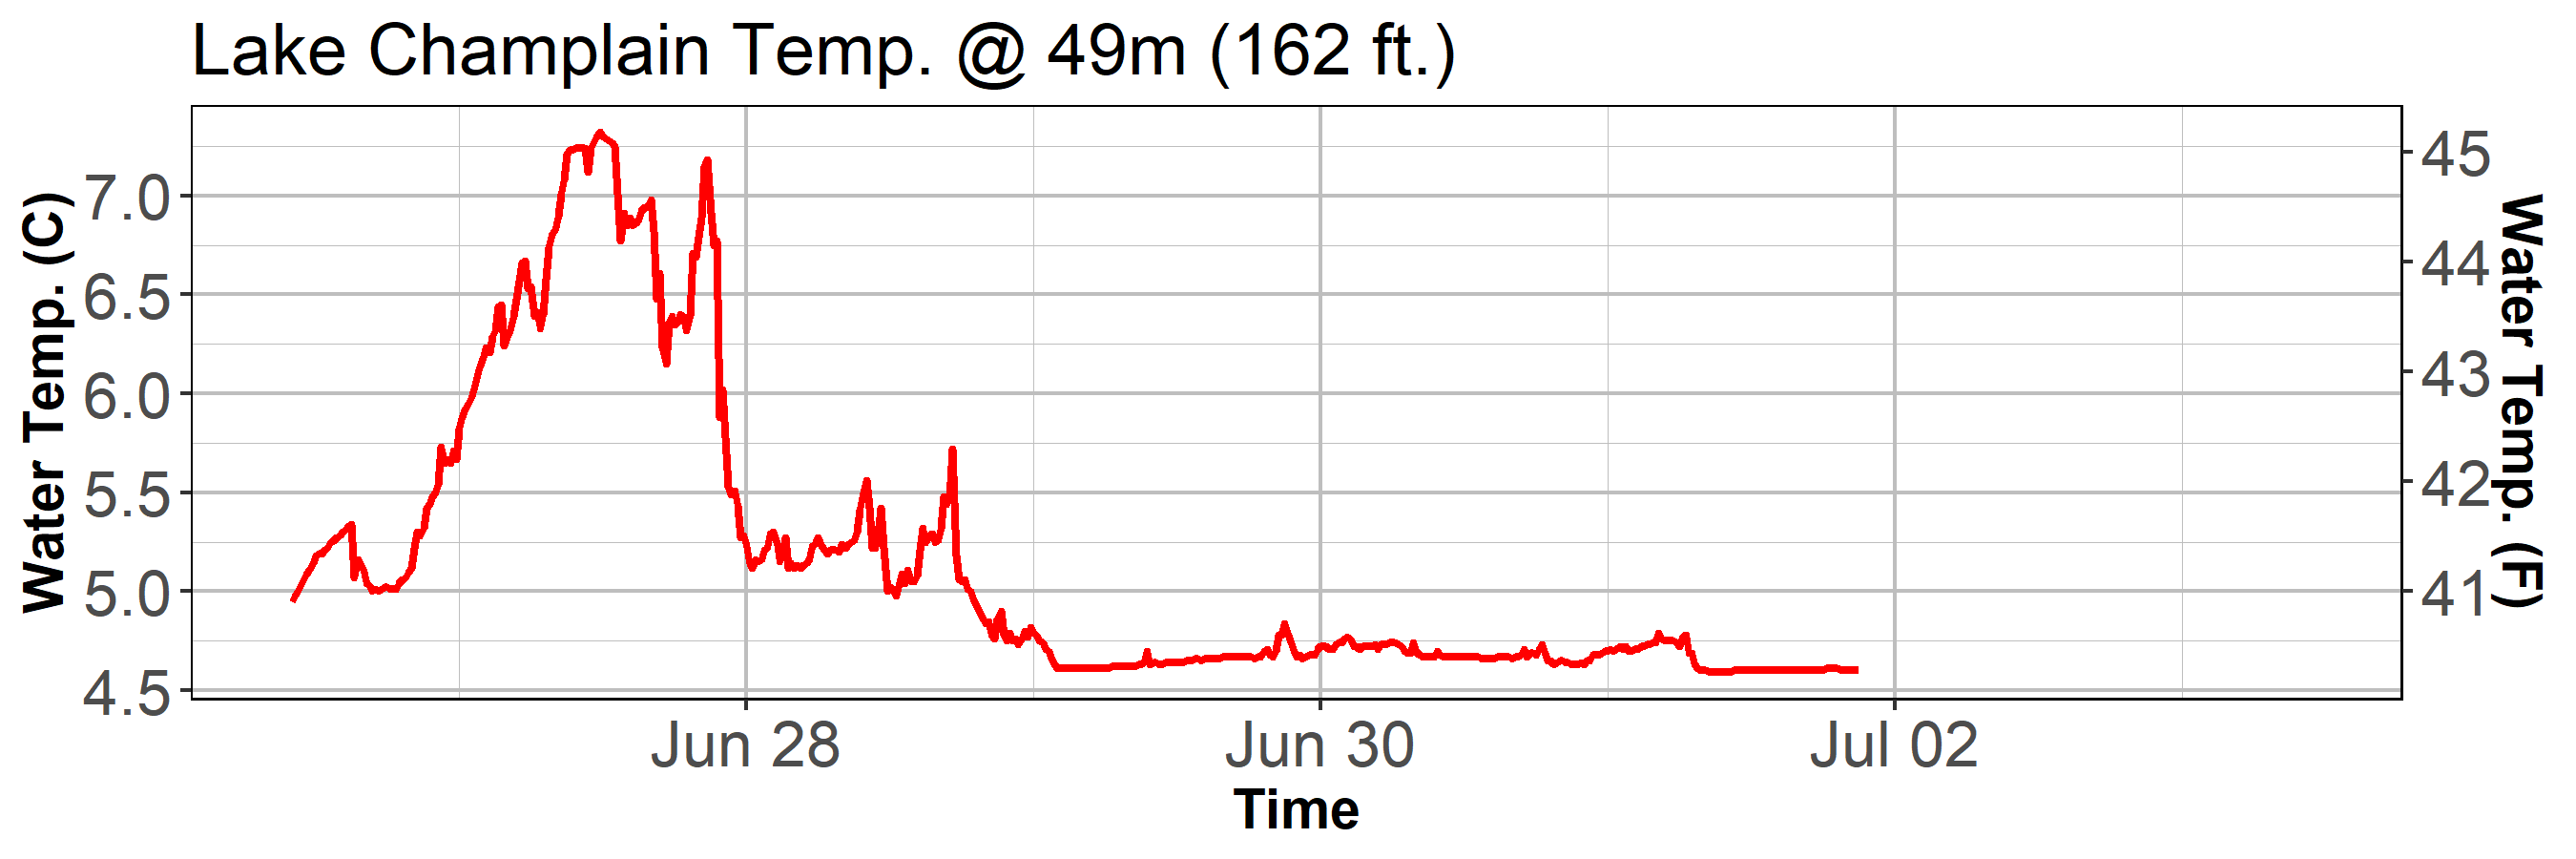 Lake Champlain Temp. @ 49m (162 ft.)
Water Temp. (C)
7.0
6.5
6.0
5.5
5.0
4.5
45
44
43
42
41
Water Temp. (F)
Jun 28
Jun 30
Jul 02
Time